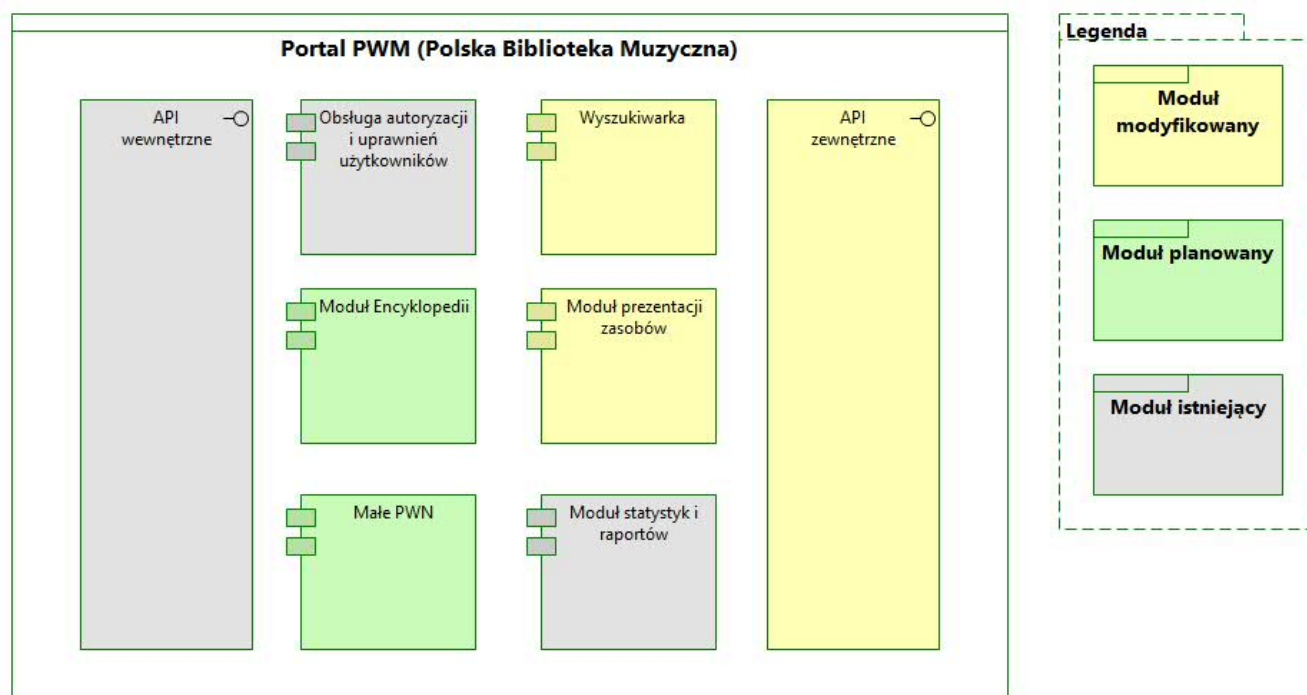 Portal PWM (Polska Biblioteka Muzyczna)
API
wewnętrzne
Obsługa autoryzacji
i uprawnień
użytkowników
Wyszukiwarka
API
zewnętrzne
Moduł Encyklopedii
Moduł prezentacji
zasobów
Małe PWN
Moduł statystyk i
raportów
Legenda
Moduł
modyfikowany
Moduł planowany
Moduł istniejący